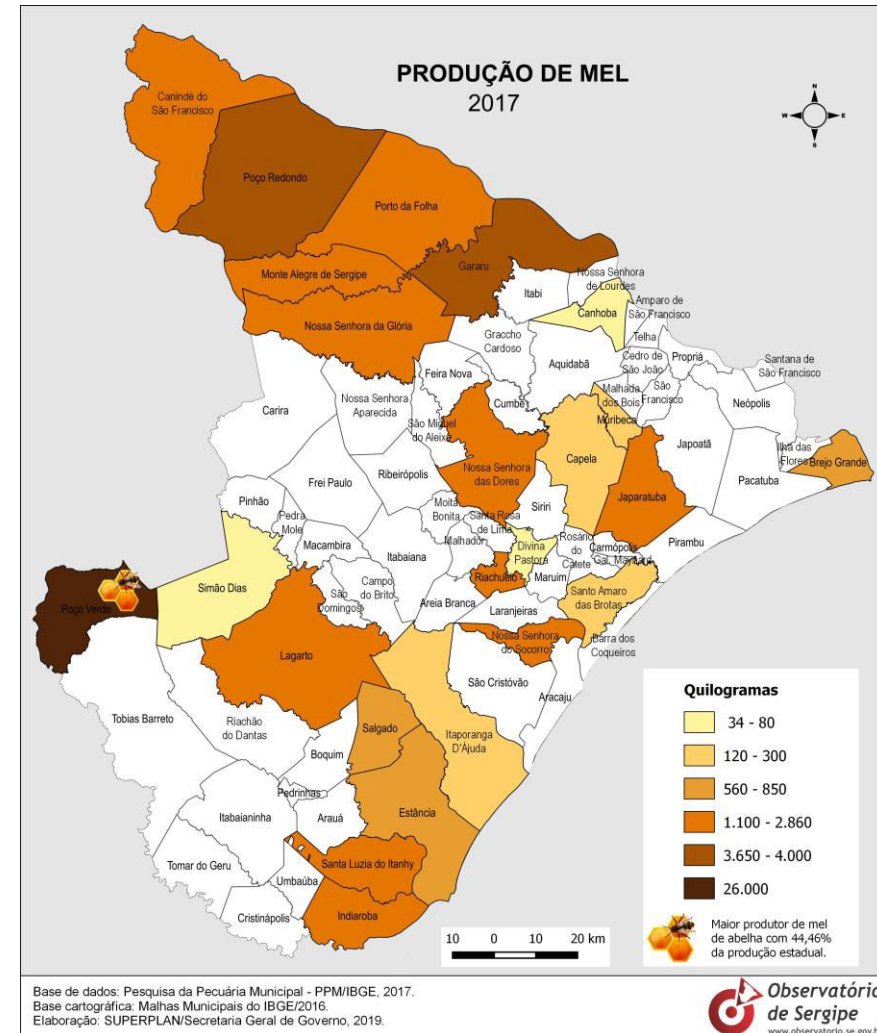 PRODUÇÃO DE MEL
2017
N
W
E
S
Canindé do
São Francisco
Poço Redondo
Porto da Folha
Monte Alegre de Sergipe
Gararu
Nossa Senhora
de Lourdes
Itabi
Canhoba
Amparo de
São Francisco
Nossa Senhora da Glória
Graccho
Cardoso
Telha
Aquidabã
Cedro de
São João
Propriá
Santana de
São Francisco
Feira Nova
Carira
Nossa Senhora
Aparecida
Cumbe
Malhada
dos Bois
São
Francisco
Neópolis
São Miguel
do Aleixo
Muribeca
Japoatã
Ilha das
Flores
Brejo Grande
Nossa Senhora
das Dores
Capela
Ribeirópolis
Frei Paulo
Pacatuba
Japaratuba
Pinhão
Moita
Bonita
Santa Rosa
de Lima
Siriri
Pedra
Mole
Macambira
Itabaiana
Malhador
Divina
Pastora
Rosário
do
Catete
Carmópolis
Gal. Maynard
Pirambu
Simão Dias
São
Domingos
Campo
do Brito
Riachuelo
Maruim
Poço Verde
Areia Branca
Laranjeiras
Santo Amaro
das Brotas
Lagarto
Nossa Senhora
do Socorro
Barra dos
Coqueiros
São Cristóvão
Aracaju
Tobias Barreto
Riachão
do Dantas
Salgado
Itaporanga
D'Ájuda
Boquim
Pedrinhas
Itabaianinha
Arauá
Estância
Tomar do Geru
Santa Luzia do Itanhy
Umbaúba
Cristinápolis
Indiaroba
Quilogramas
34 - 80
120 - 300
560 - 850
1.100 - 2.860
3.650 - 4.000
26.000
Maior produtor de mel
de abelha com 44,46%
da produção estadual.
10 0 10 20 km
Base de dados: Pesquisa da Pecuária Municipal - PPM/IBGE, 2017.
Base cartográfica: Malhas Municipais do IBGE/2016.
Elaboração: SUPERPLAN/Secretaria Geral de Governo, 2019.
Observatório
de Sergipe
www.observatorio.se.gov.b